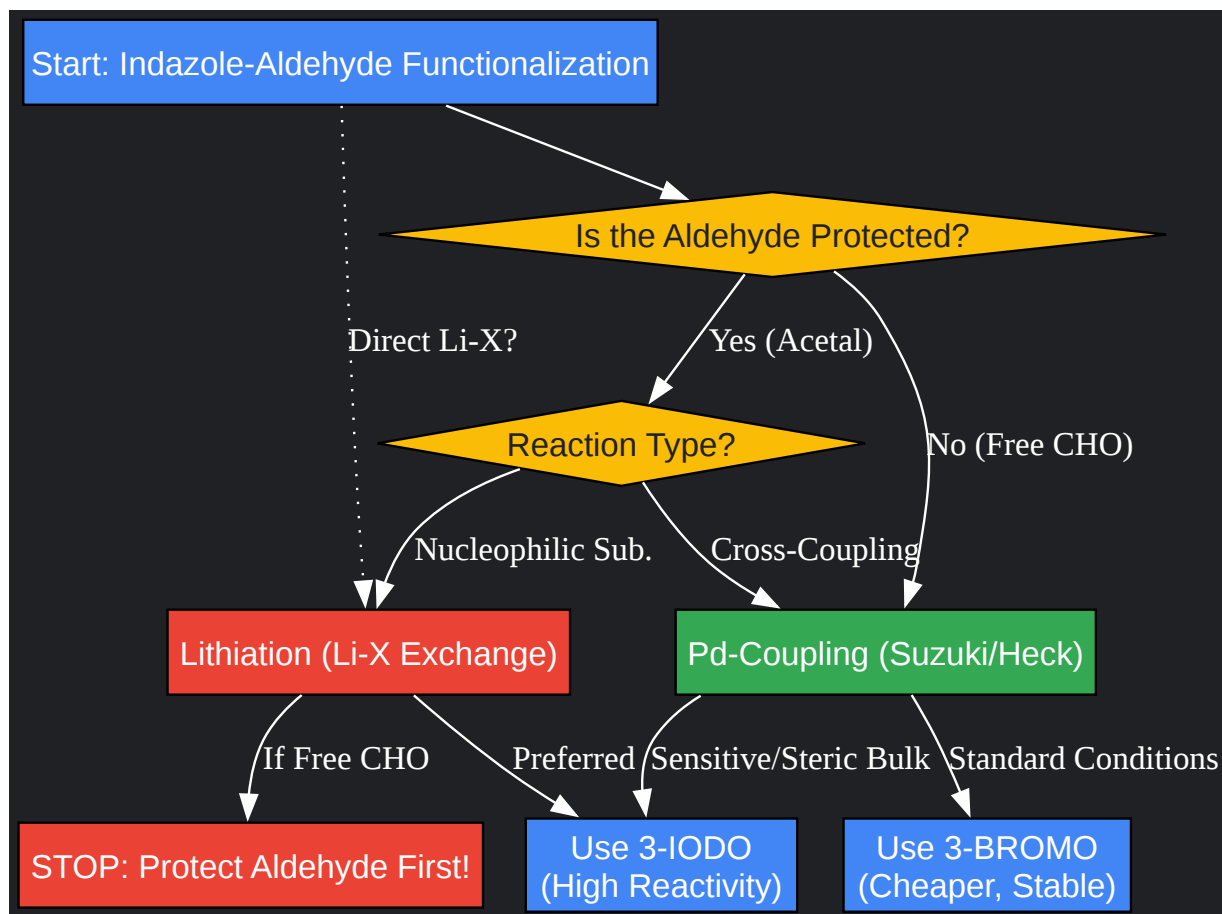 Start: Indazole-Aldehyde Functionalization
Is the Aldehyde Protected?
Direct Li-X?
Yes (Acetal)
Reaction Type?
No (Free CHO)
Nucleophilic Sub.
Cross-Coupling
Lithiation (Li-X Exchange)
Pd-Coupling (Suzuki/Heck)
If Free CHO
Preferred
Sensitive/Steric Bulk
Standard Conditions
STOP: Protect Aldehyde First!
Use 3-IODO
(High Reactivity)
Use 3-BROMO
(Cheaper, Stable)